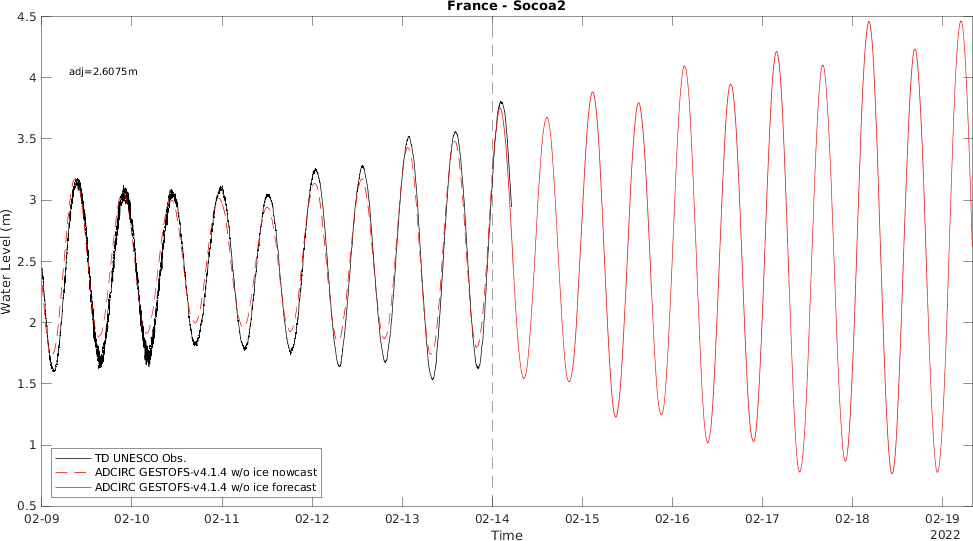 France - Socoa2
4.5
adj=2.6075m
4
3.5
3
2.5
2
1.5
1
0.5
Water Level (m)
TD UNESCO Obs.
ADCIRC GESTOFS-v4.1.4 w/o ice nowcast
ADCIRC GESTOFS-v4.1.4 w/o ice forecast
02-09 02-10 02-11 02-12 02-13 02-14 02-15 02-16 02-17 02-18 02-19
Time
2022